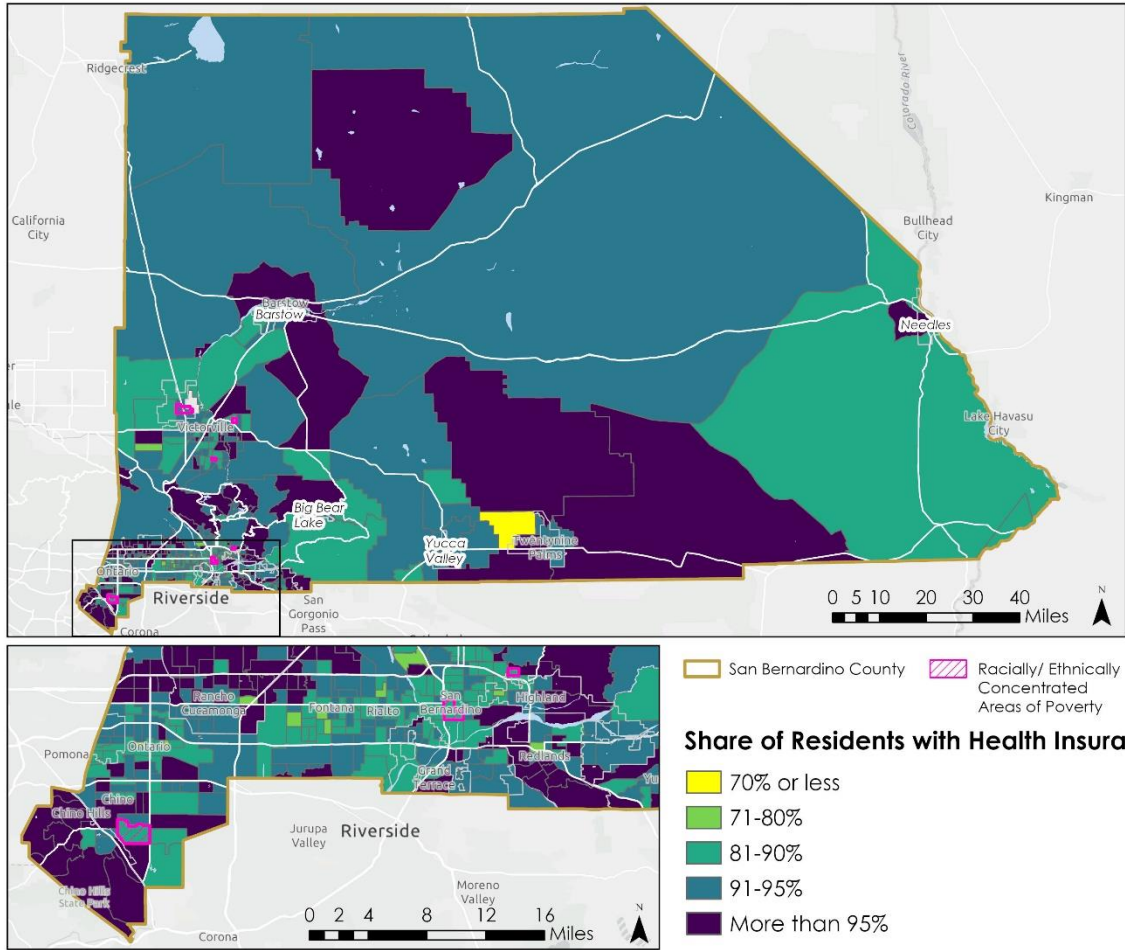 Ridgecrest
Colorado River
California
City
Bullhead
City
Kingman
Barstow
Barstow
Needles
Lake Havasu
City
Victorville
Big Bear
Lake
Yucca
Valley
Twentynine
Palms
Ontario
Riverside
San
Gorgonio
Pass
Corona
0 5 10 20 30 40
Miles
N
Rancho
Cucamonga
Fontana
Rialto
San
Bernardino
Highland
Pomona
Ontario
Redlands
Grand
Terrace
Yu
Chino
Chino Hills
Jurupa
Valley
Riverside
Chino Hills
State Park
Moreno
Valley
Corona
0 2 4 8 12 16
Miles
N
San Bernardino County
Racially/ Ethnically
Concentrated
Areas of Poverty
Share of Residents with Health Insura
70% or less
71-80%
81-90%
91-95%
More than 95%